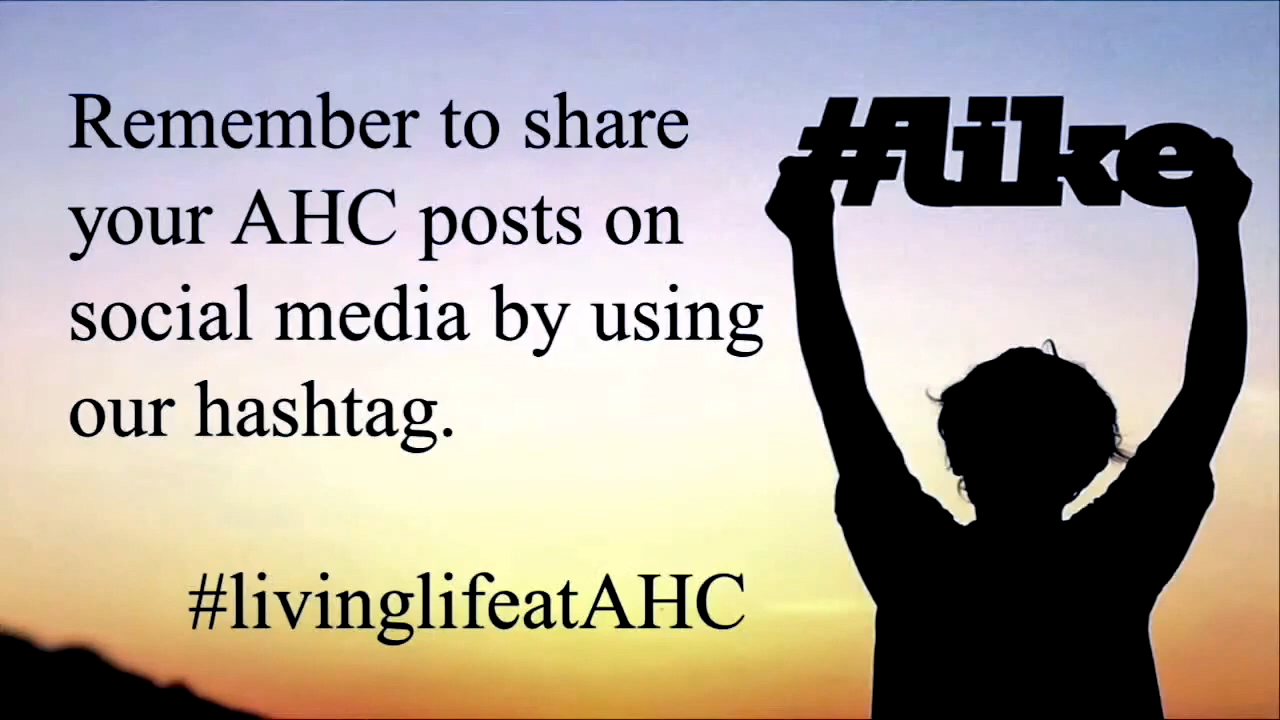 Remember to share
your AHC posts on
social media by using
our hashtag.
#livinglifeatAHC
#like